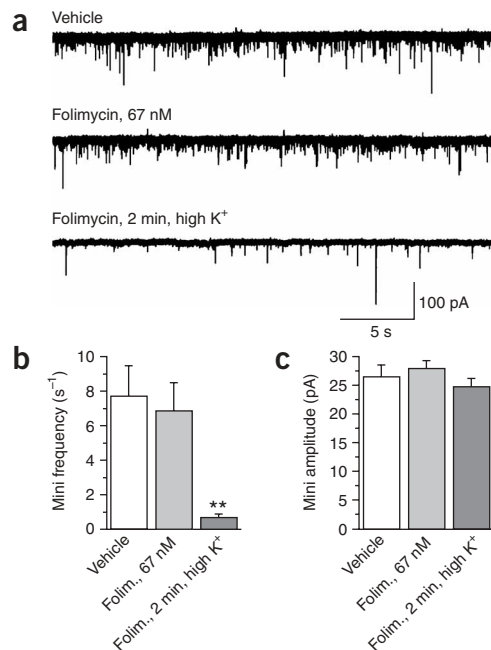 a
Vehicle
Folimycin, 67 nM
Folimycin, 2 min, high K⁺
100 pA
5 s
b
Mini frequency (s⁻¹)
10
8
6
4
2
0
**
Vehicle
Folim., 67 nM
Folim., 2 min, high K⁺
c
Mini amplitude (pA)
30
25
20
15
10
5
0
Vehicle
Folim., 67 nM
Folim., 2 min, high K⁺